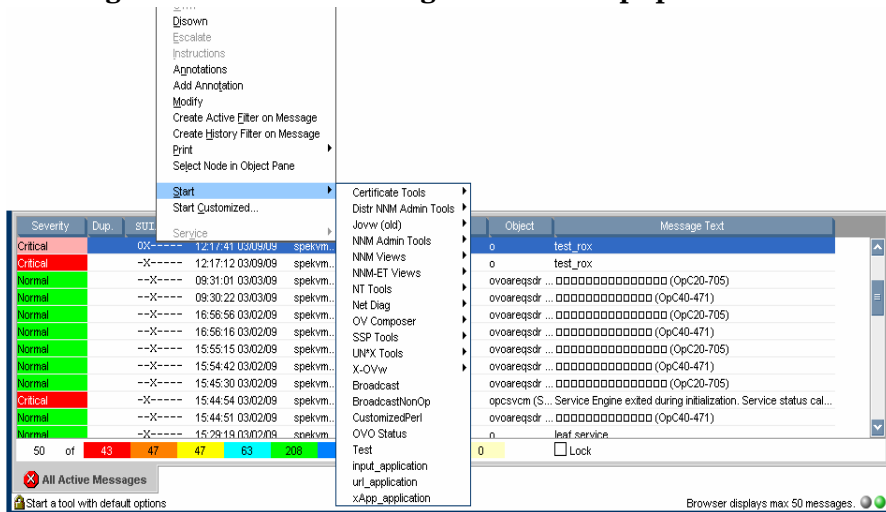 Disown
Escalate
Instructions
Annotations
Add Annotation
Modify
Create Active Filter on Message
Create History Filter on Message
Print
Select Node in Object Pane
Start
Start Customized...
Service
Certificate Tools
Distr NNM Admin Tools
Jovw (old)
NNM Admin Tools
NNM Views
NNM-ET Views
NT Tools
Net Diag
OV Composer
SSP Tools
UN*X Tools
X-OVw
Broadcast
BroadcastNonOp
CustomizedPerl
OVO Status
Test
input_application
url_application
xApp_application
Severity Dup. SUI Object Message Text
Critical 0X----- 12:17:41 03/09/09 spekvm... o test_rox
Critical -X----- 12:17:12 03/09/09 spekvm... o test_rox
Normal --X---- 09:31:01 03/03/09 spekvm... ovoareqsdr ... (OpC20-705)
Normal --X---- 09:30:22 03/03/09 spekvm... ovoareqsdr ... (OpC40-471)
Normal --X---- 16:56:56 03/02/09 spekvm... ovoareqsdr ... (OpC20-705)
Normal --X---- 16:56:16 03/02/09 spekvm... ovoareqsdr ... (OpC40-471)
Normal --X---- 15:55:15 03/02/09 spekvm... ovoareqsdr ... (OpC20-705)
Normal --X---- 15:54:42 03/02/09 spekvm... ovoareqsdr ... (OpC40-471)
Normal --X---- 15:45:30 03/02/09 spekvm... ovoareqsdr ... (OpC20-705)
Critical --X---- 15:44:54 03/02/09 spekvm... opcsvcm (S... Service Engine exited during initialization. Service status cal...
Normal --X---- 15:44:51 03/02/09 spekvm... ovoareqsdr ... (OpC40-471)
Normal -X----- 15:29:19 03/02/09 spekvm... o leaf service
50 of 43 47 47 63 208 0 Lock
All Active Messages
Start a tool with default options Browser displays max 50 messages.